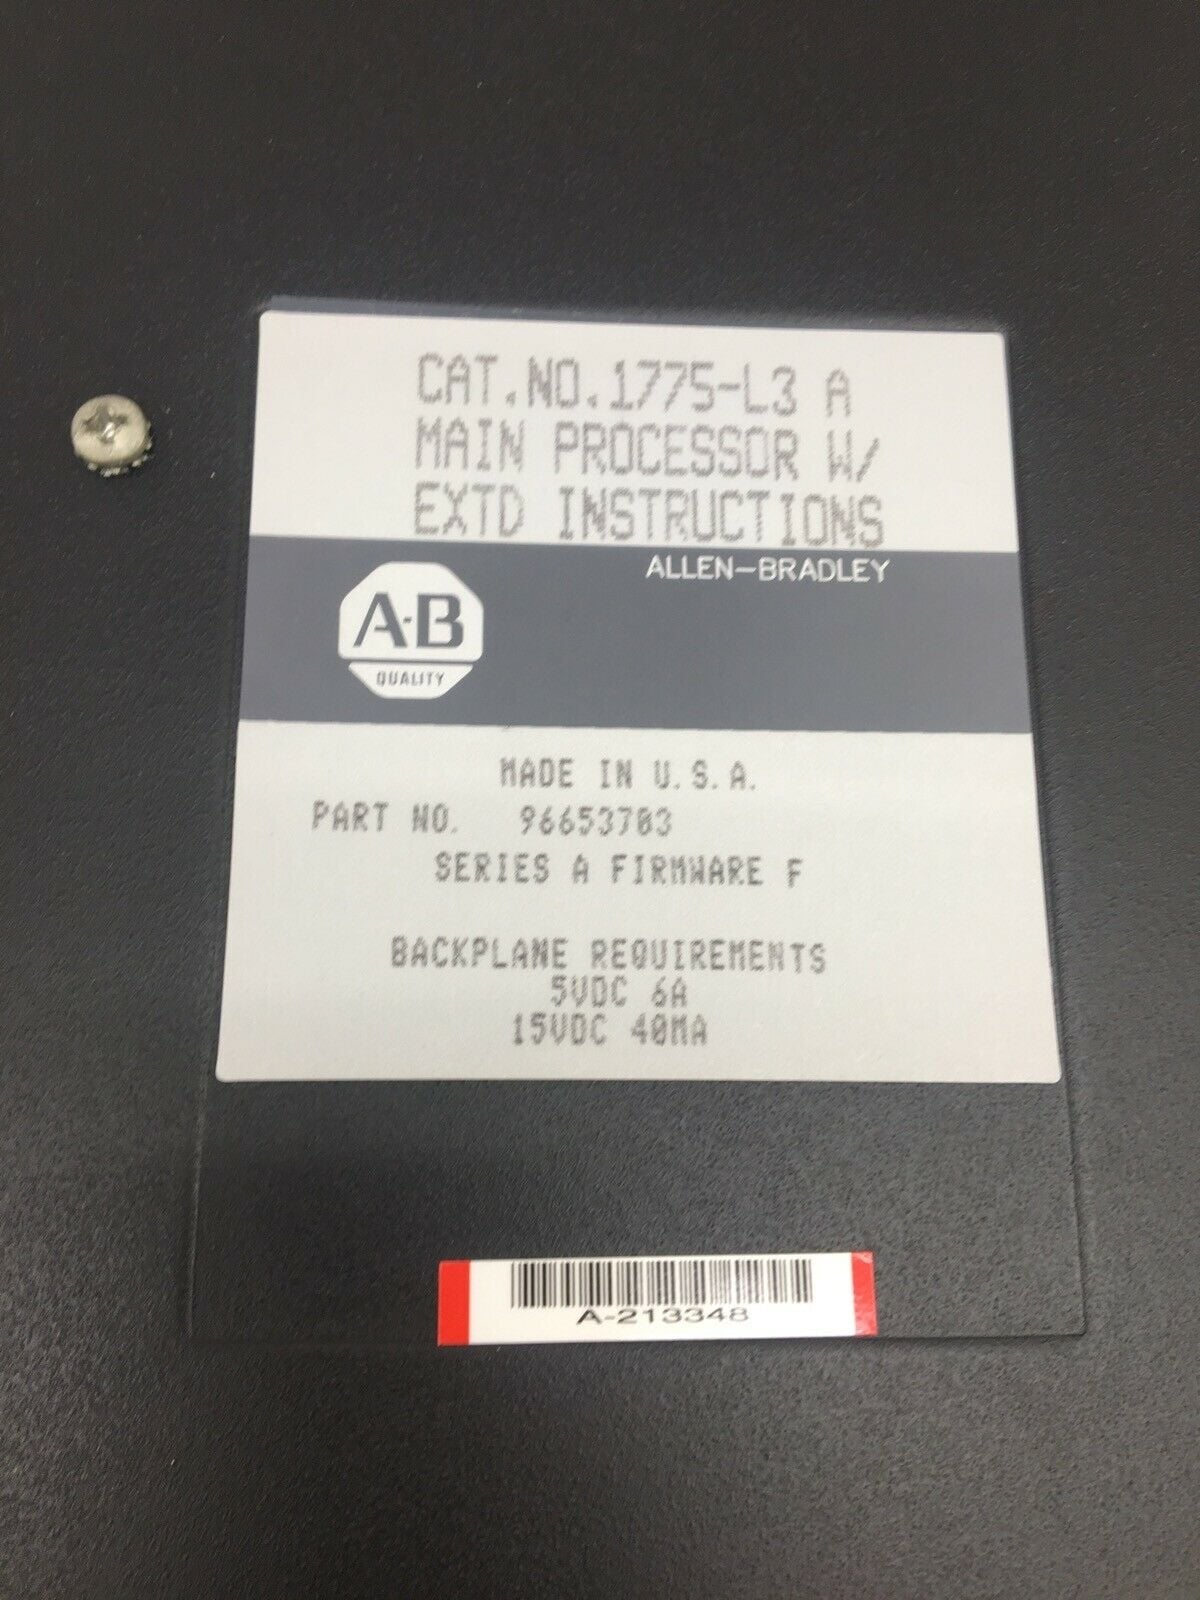 CAT.NO.1775-L3 A
MAIN PROCESSOR W/
EXTD INSTRUCTIONS
ALLEN-BRADLEY
A-B
QUALITY
MADE IN U.S.A.
PART NO. 96653703
SERIES A FIRMWARE F
BACKPLANE REQUIREMENTS
5VDC 6A
15VDC 40MA
A-213348